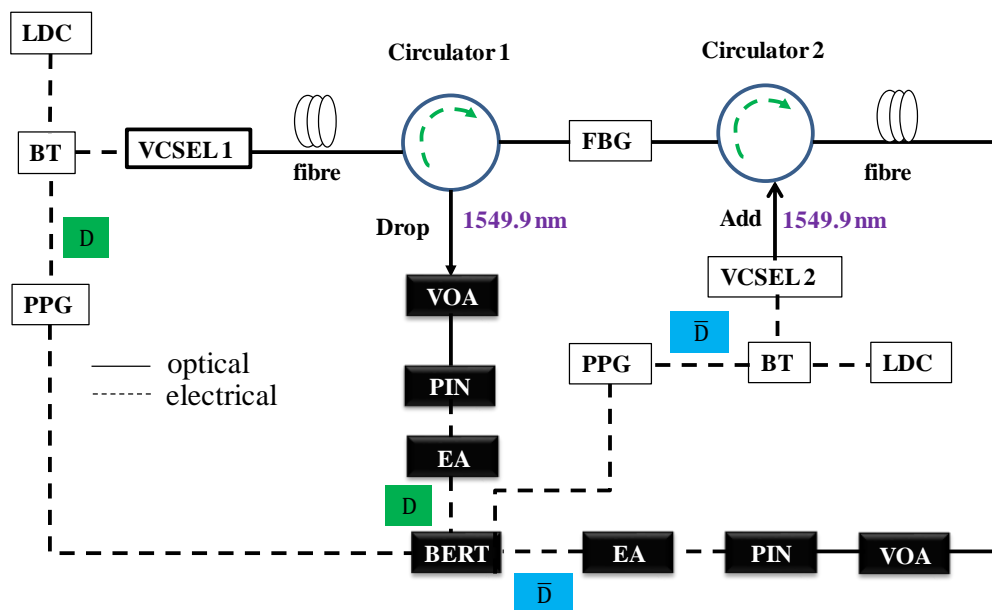 LDC
Circulator 1
Circulator 2
BT
VCSEL 1
fibre
FBG
fibre
D
Drop
1549.9 nm
Add
1549.9 nm
PPG
VOA
VCSEL 2
D̅
optical
electrical
PIN
PPG
BT
LDC
EA
D
BERT
EA
PIN
VOA
D̅